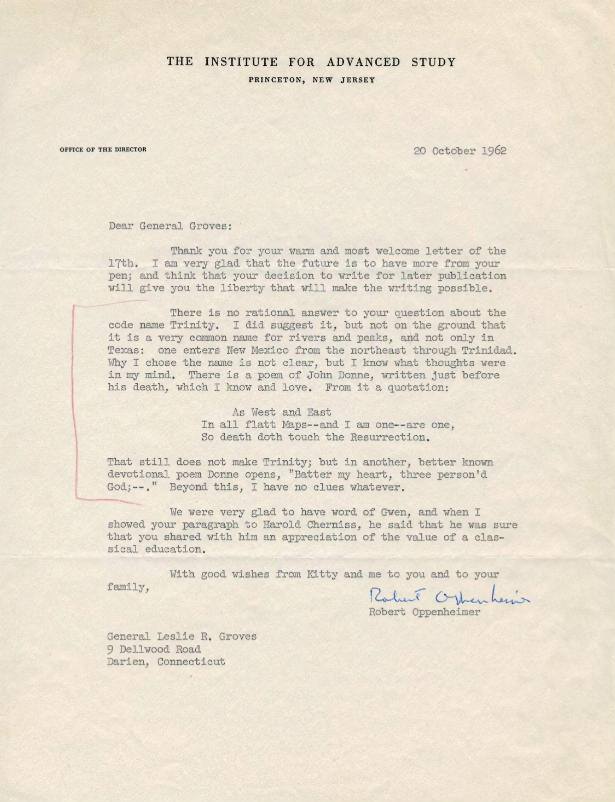 THE INSTITUTE FOR ADVANCED STUDY
PRINCETON, NEW JERSEY
OFFICE OF THE DIRECTOR
20 October 1962
Dear General Groves:
Thank you for your warm and most welcome letter of the
17th. I am very glad that the future is to have more from your
pen; and think that your decision to write for later publication
will give you the liberty that will make the writing possible.
There is no rational answer to your question about the
code name Trinity. I did suggest it, but not on the ground that
it is a very common name for rivers and peaks, and not only in
Texas: one enters New Mexico from the northeast through Trinidad.
Why I chose the name is not clear, but I know what thoughts were
in my mind. There is a poem of John Donne, written just before
his death, which I know and love. From it a quotation:
As West and East
In all flatt Maps--and I am one--are one,
So death doth touch the Resurrection.
That still does not make Trinity; but in another, better known
devotional poem Donne opens, "Batter my heart, three person'd
God;--." Beyond this, I have no clues whatever.
We were very glad to have word of Gwen, and when I
showed your paragraph to Harold Cherniss, he said that he was sure
that you shared with him an appreciation of the value of a clas-
sical education.
With good wishes from Kitty and me to you and to your
family,
Robert Oppenheimer
Robert Oppenheimer
General Leslie R. Groves
9 Dellwood Road
Darien, Connecticut